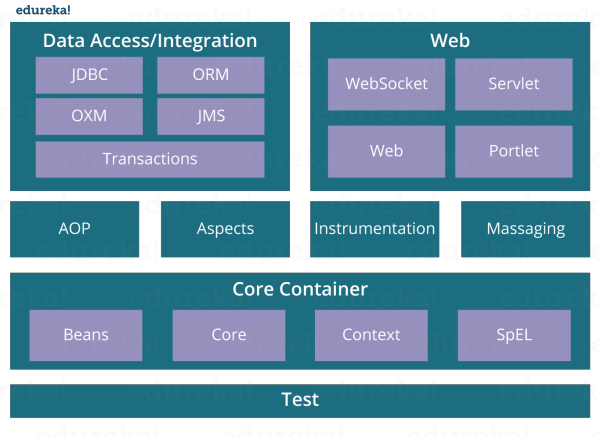 edureka!
Data Access/Integration
JDBC
ORM
OXM
JMS
Transactions
Web
WebSocket
Servlet
Web
Portlet
AOP
Aspects
Instrumentation
Massaging
Core Container
Beans
Core
Context
SpEL
Test